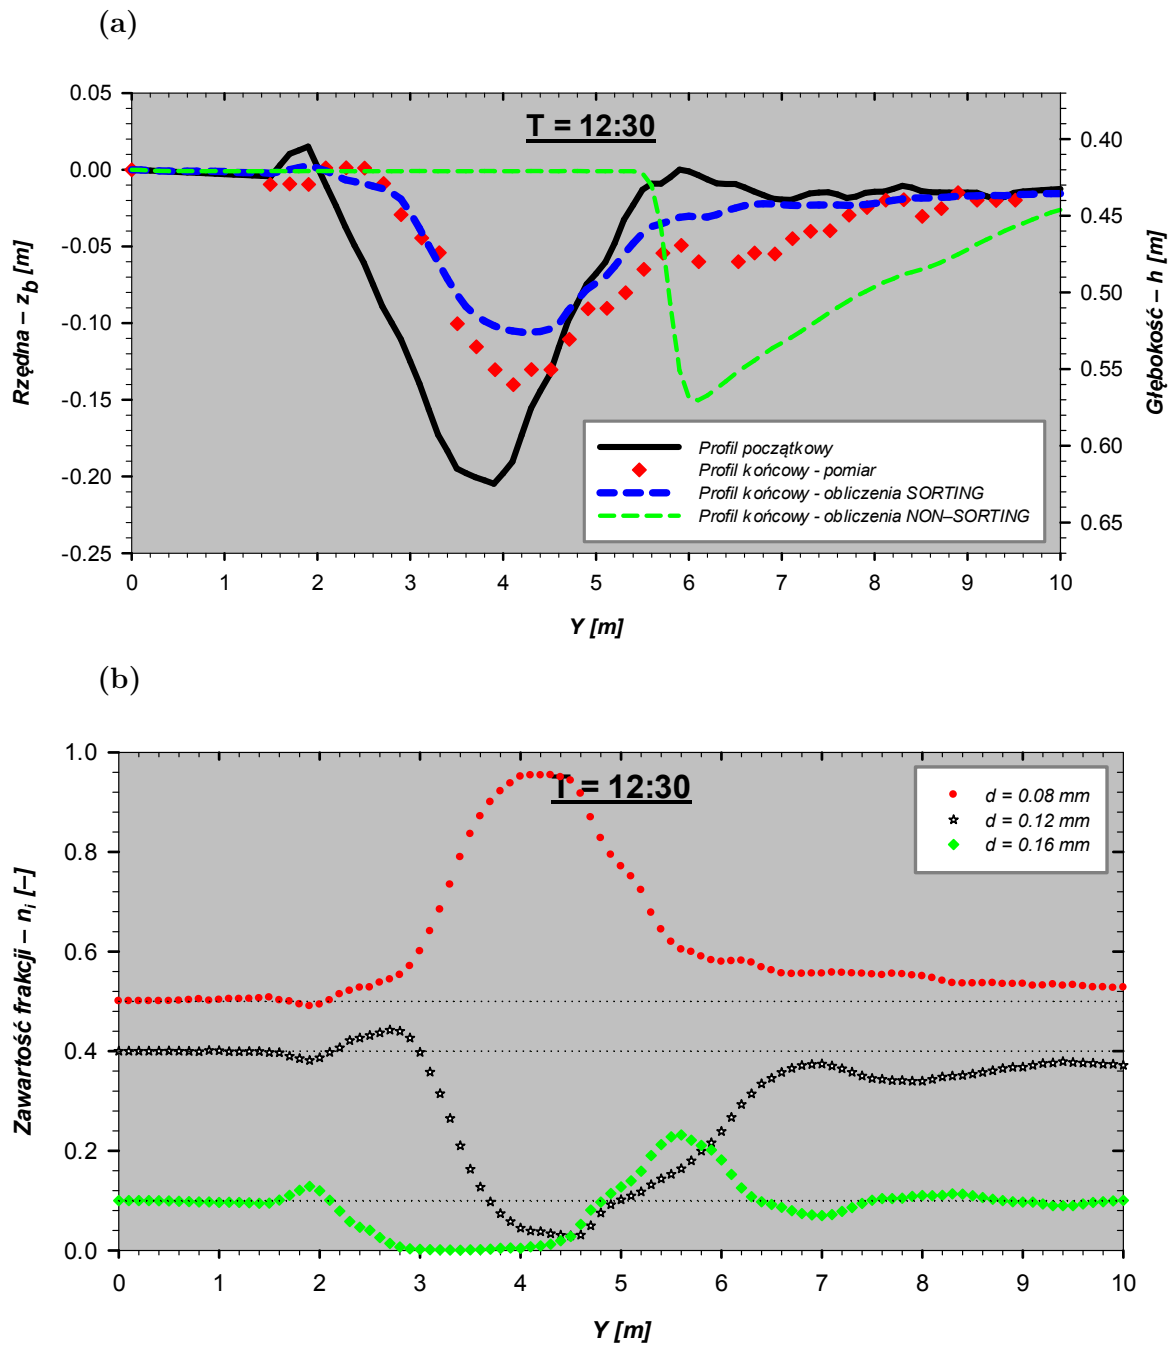 (a)
T = 12:30
0.05
0.00
-0.05
-0.10
-0.15
-0.20
-0.25
Rzędna – z_b [m]
0.40
0.45
0.50
0.55
0.60
0.65
Głębokość – h [m]
Profil początkowy
Profil końcowy - pomiar
Profil końcowy - obliczenia SORTING
Profil końcowy - obliczenia NON–SORTING
0 1 2 3 4 5 6 7 8 9 10
Y [m]
(b)
T = 12:30
1.0
0.8
0.6
0.4
0.2
0.0
Zawartość frakcji – n_i [–]
d = 0.08 mm
d = 0.12 mm
d = 0.16 mm
0 1 2 3 4 5 6 7 8 9 10
Y [m]